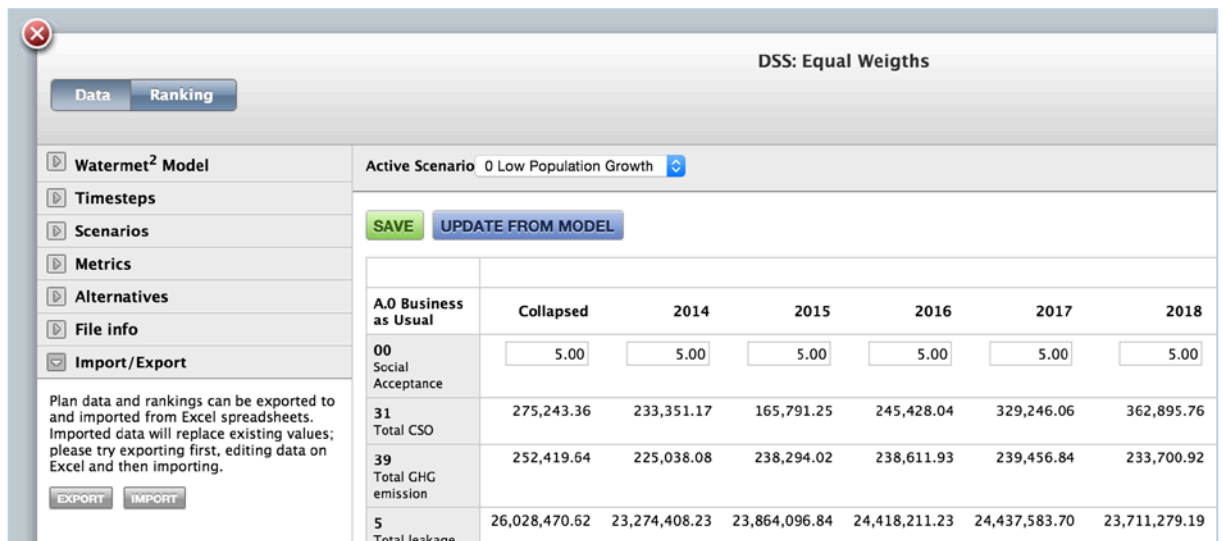 DSS: Equal Weigths
Data Ranking
Watermet2 Model
Timesteps
Scenarios
Metrics
Alternatives
File info
Import/Export
Plan data and rankings can be exported to
and imported from Excel spreadsheets.
Imported data will replace existing values;
please try exporting first, editing data on
Excel and then importing.
EXPORT IMPORT
Active Scenario 0 Low Population Growth
SAVE UPDATE FROM MODEL
A.0 Business
as Usual
Collapsed 2014 2015 2016 2017 2018
00
Social
Acceptance
5.00 5.00 5.00 5.00 5.00 5.00
31
Total CSO
275,243.36 233,351.17 165,791.25 245,428.04 329,246.06 362,895.76
39
Total GHG
emission
252,419.64 225,038.08 238,294.02 238,611.93 239,456.84 233,700.92
5
Total leakage
26,028,470.62 23,274,408.23 23,864,096.84 24,418,211.23 24,437,583.70 23,711,279.19